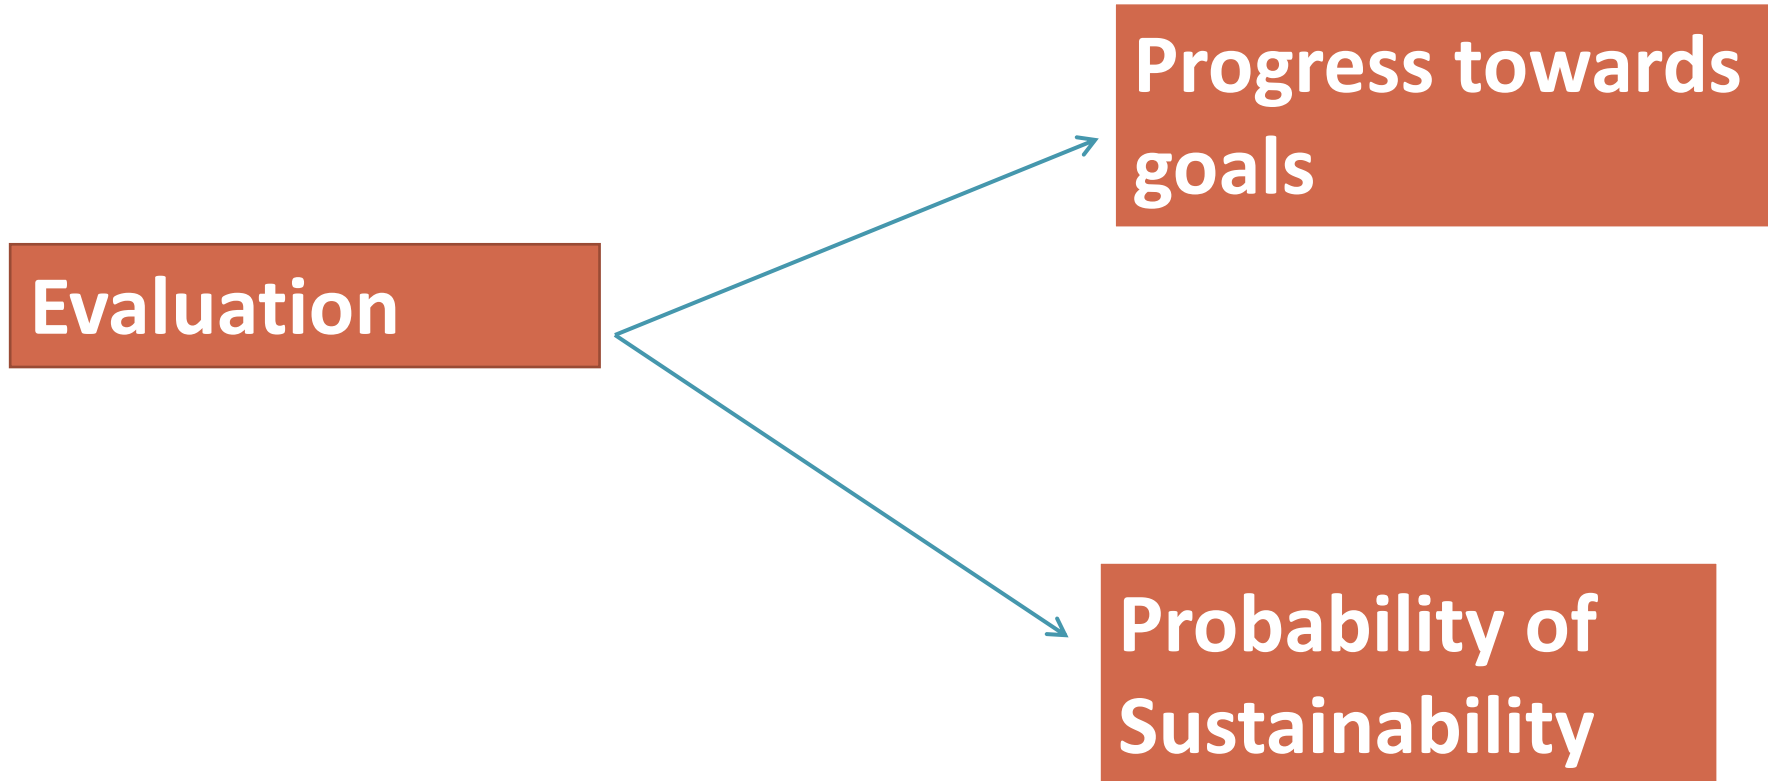 Progress towards
goals
Evaluation
Probability of
Sustainability